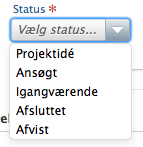 Status *
Vælg status...
Projektidé
Ansøgt
Igangværende
Afsluttet
Afvist